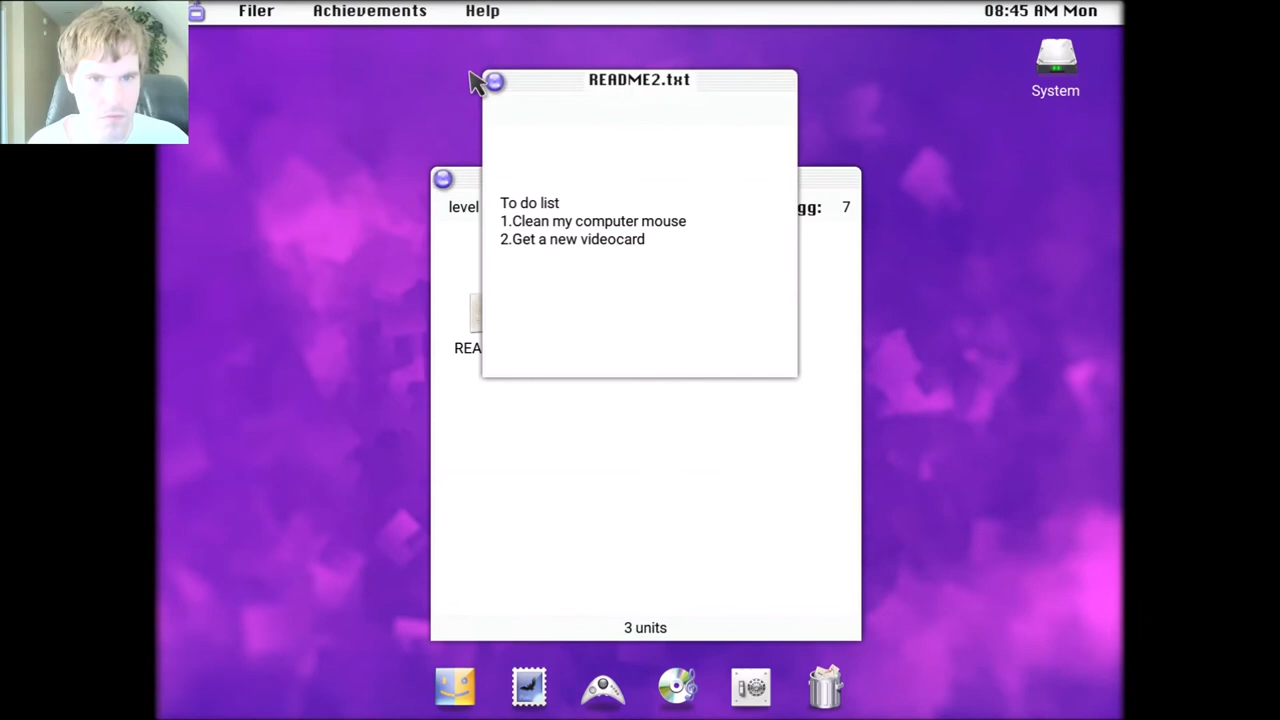 Filer Achievements Help 08:45 AM Mon
System
README2.txt
To do list
1.Clean my computer mouse
2.Get a new videocard
level gg: 7
REA
3 units